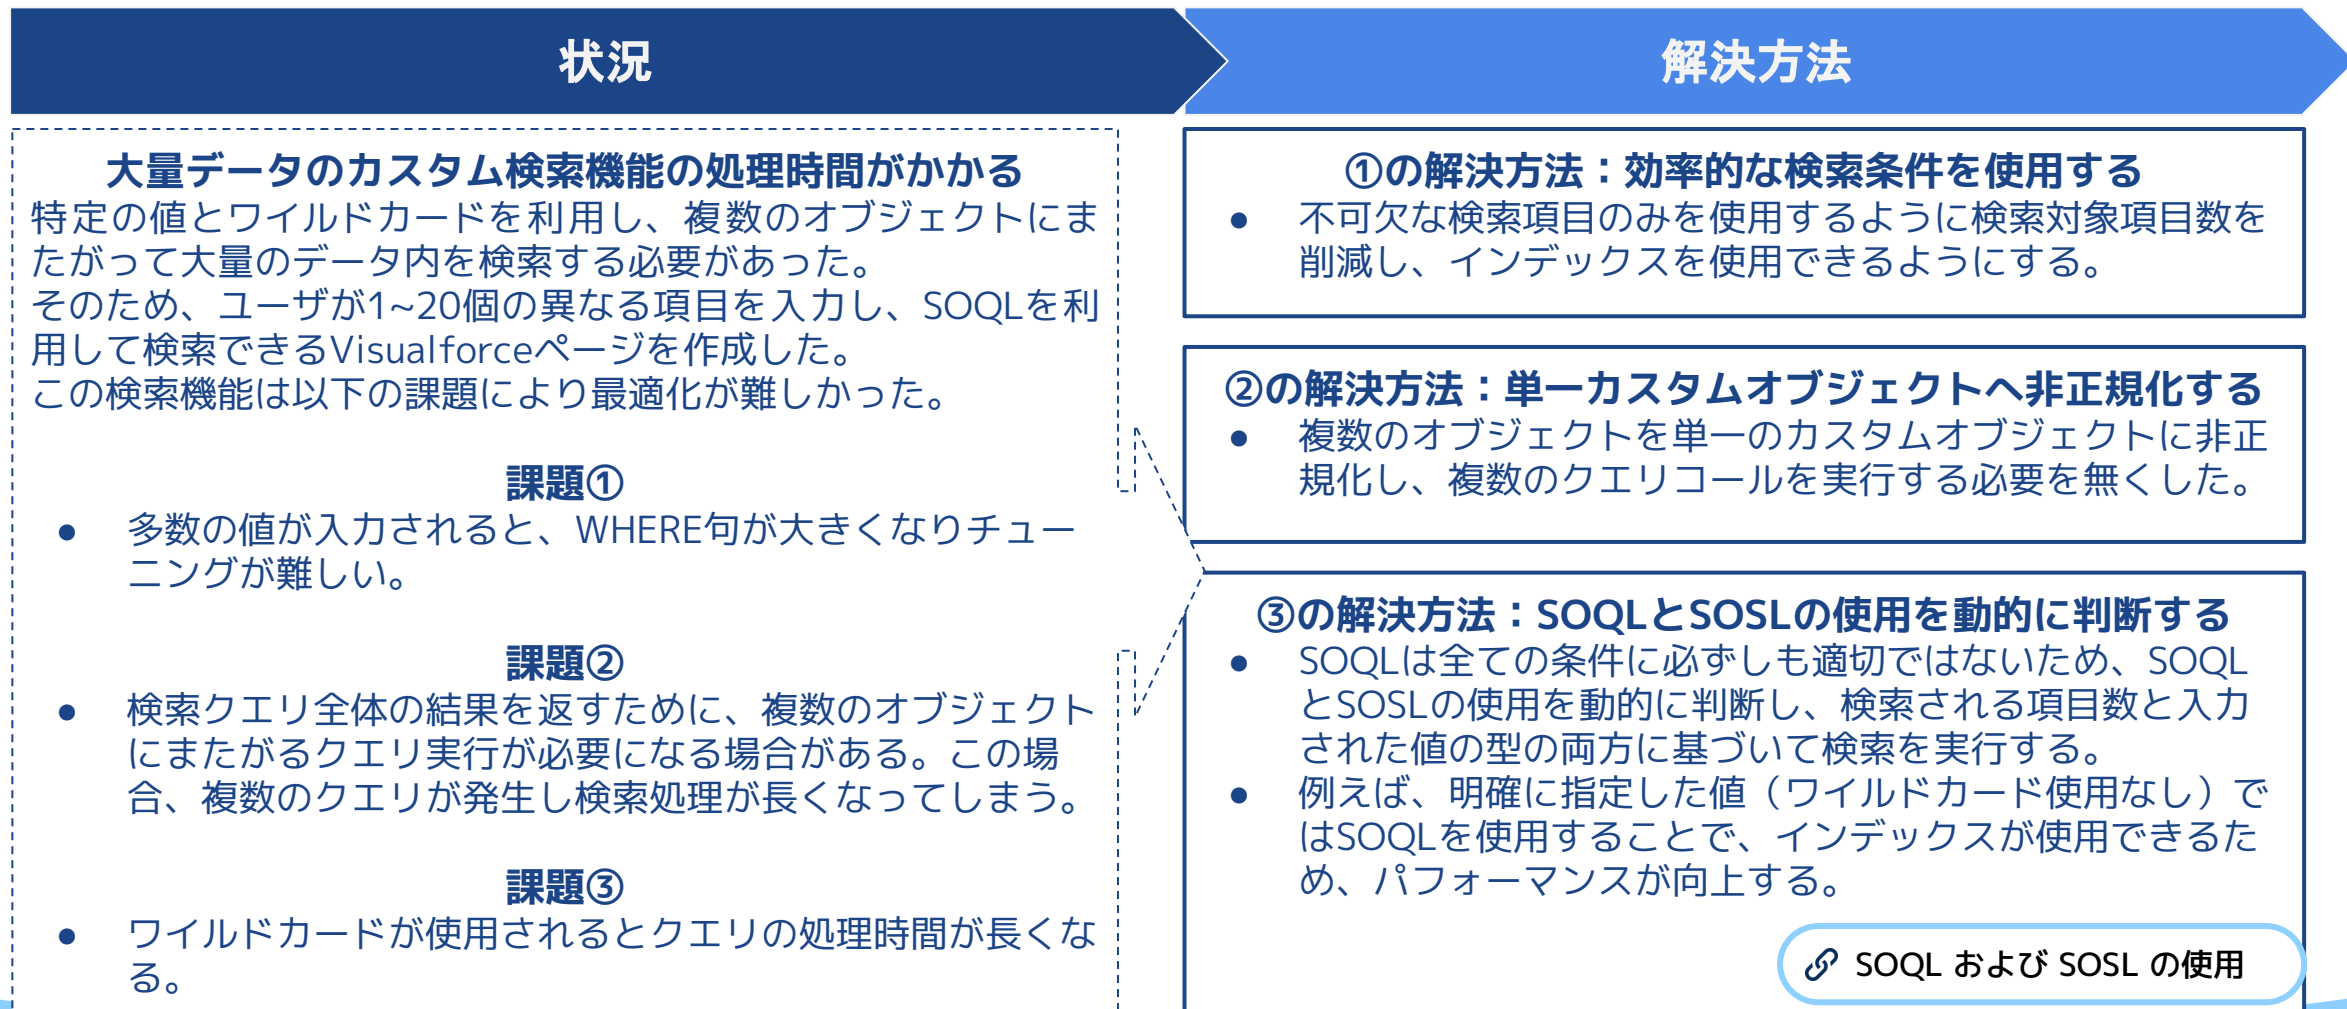 状況
大量データのカスタム検索機能の処理時間がかかる
特定の値とワイルドカードを利用し、複数のオブジェクトにま
たがって大量のデータ内を検索する必要があった。
そのため、ユーザが1~20個の異なる項目を入力し、SOQLを利
用して検索できるVisualforceページを作成した。
この検索機能は以下の課題により最適化が難しかった。
課題①
● 多数の値が入力されると、WHERE句が大きくなりチュー
ニングが難しい。
課題②
● 検索クエリ全体の結果を返すために、複数のオブジェクト
にまたがるクエリ実行が必要になる場合がある。この場
合、複数のクエリが発生し検索処理が長くなってしまう。
課題③
● ワイルドカードが使用されるとクエリの処理時間が長くな
る。
解決方法
①の解決方法：効率的な検索条件を使用する
● 不可欠な検索項目のみを使用するように検索対象項目数を
削減し、インデックスを使用できるようにする。
②の解決方法：単一カスタムオブジェクトへ非正規化する
● 複数のオブジェクトを単一のカスタムオブジェクトに非正
規化し、複数のクエリコールを実行する必要を無くした。
③の解決方法：SOQLとSOSLの使用を動的に判断する
● SOQLは全ての条件に必ずしも適切ではないため、SOQL
とSOSLの使用を動的に判断し、検索される項目数と入力
された値の型の両方に基づいて検索を実行する。
● 例えば、明確に指定した値（ワイルドカード使用なし）で
はSOQLを使用することで、インデックスが使用できるた
め、パフォーマンスが向上する。
SOQL および SOSL の使用